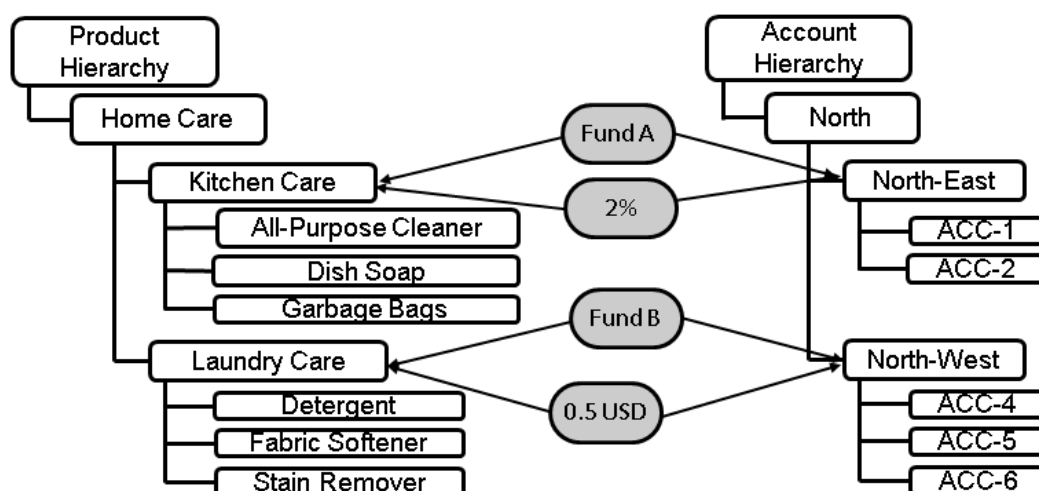 Product
Hierarchy
Home Care
Kitchen Care
All-Purpose Cleaner
Dish Soap
Garbage Bags
Laundry Care
Detergent
Fabric Softener
Stain Remover
Fund A
2%
Fund B
0.5 USD
Account
Hierarchy
North
North-East
ACC-1
ACC-2
North-West
ACC-4
ACC-5
ACC-6